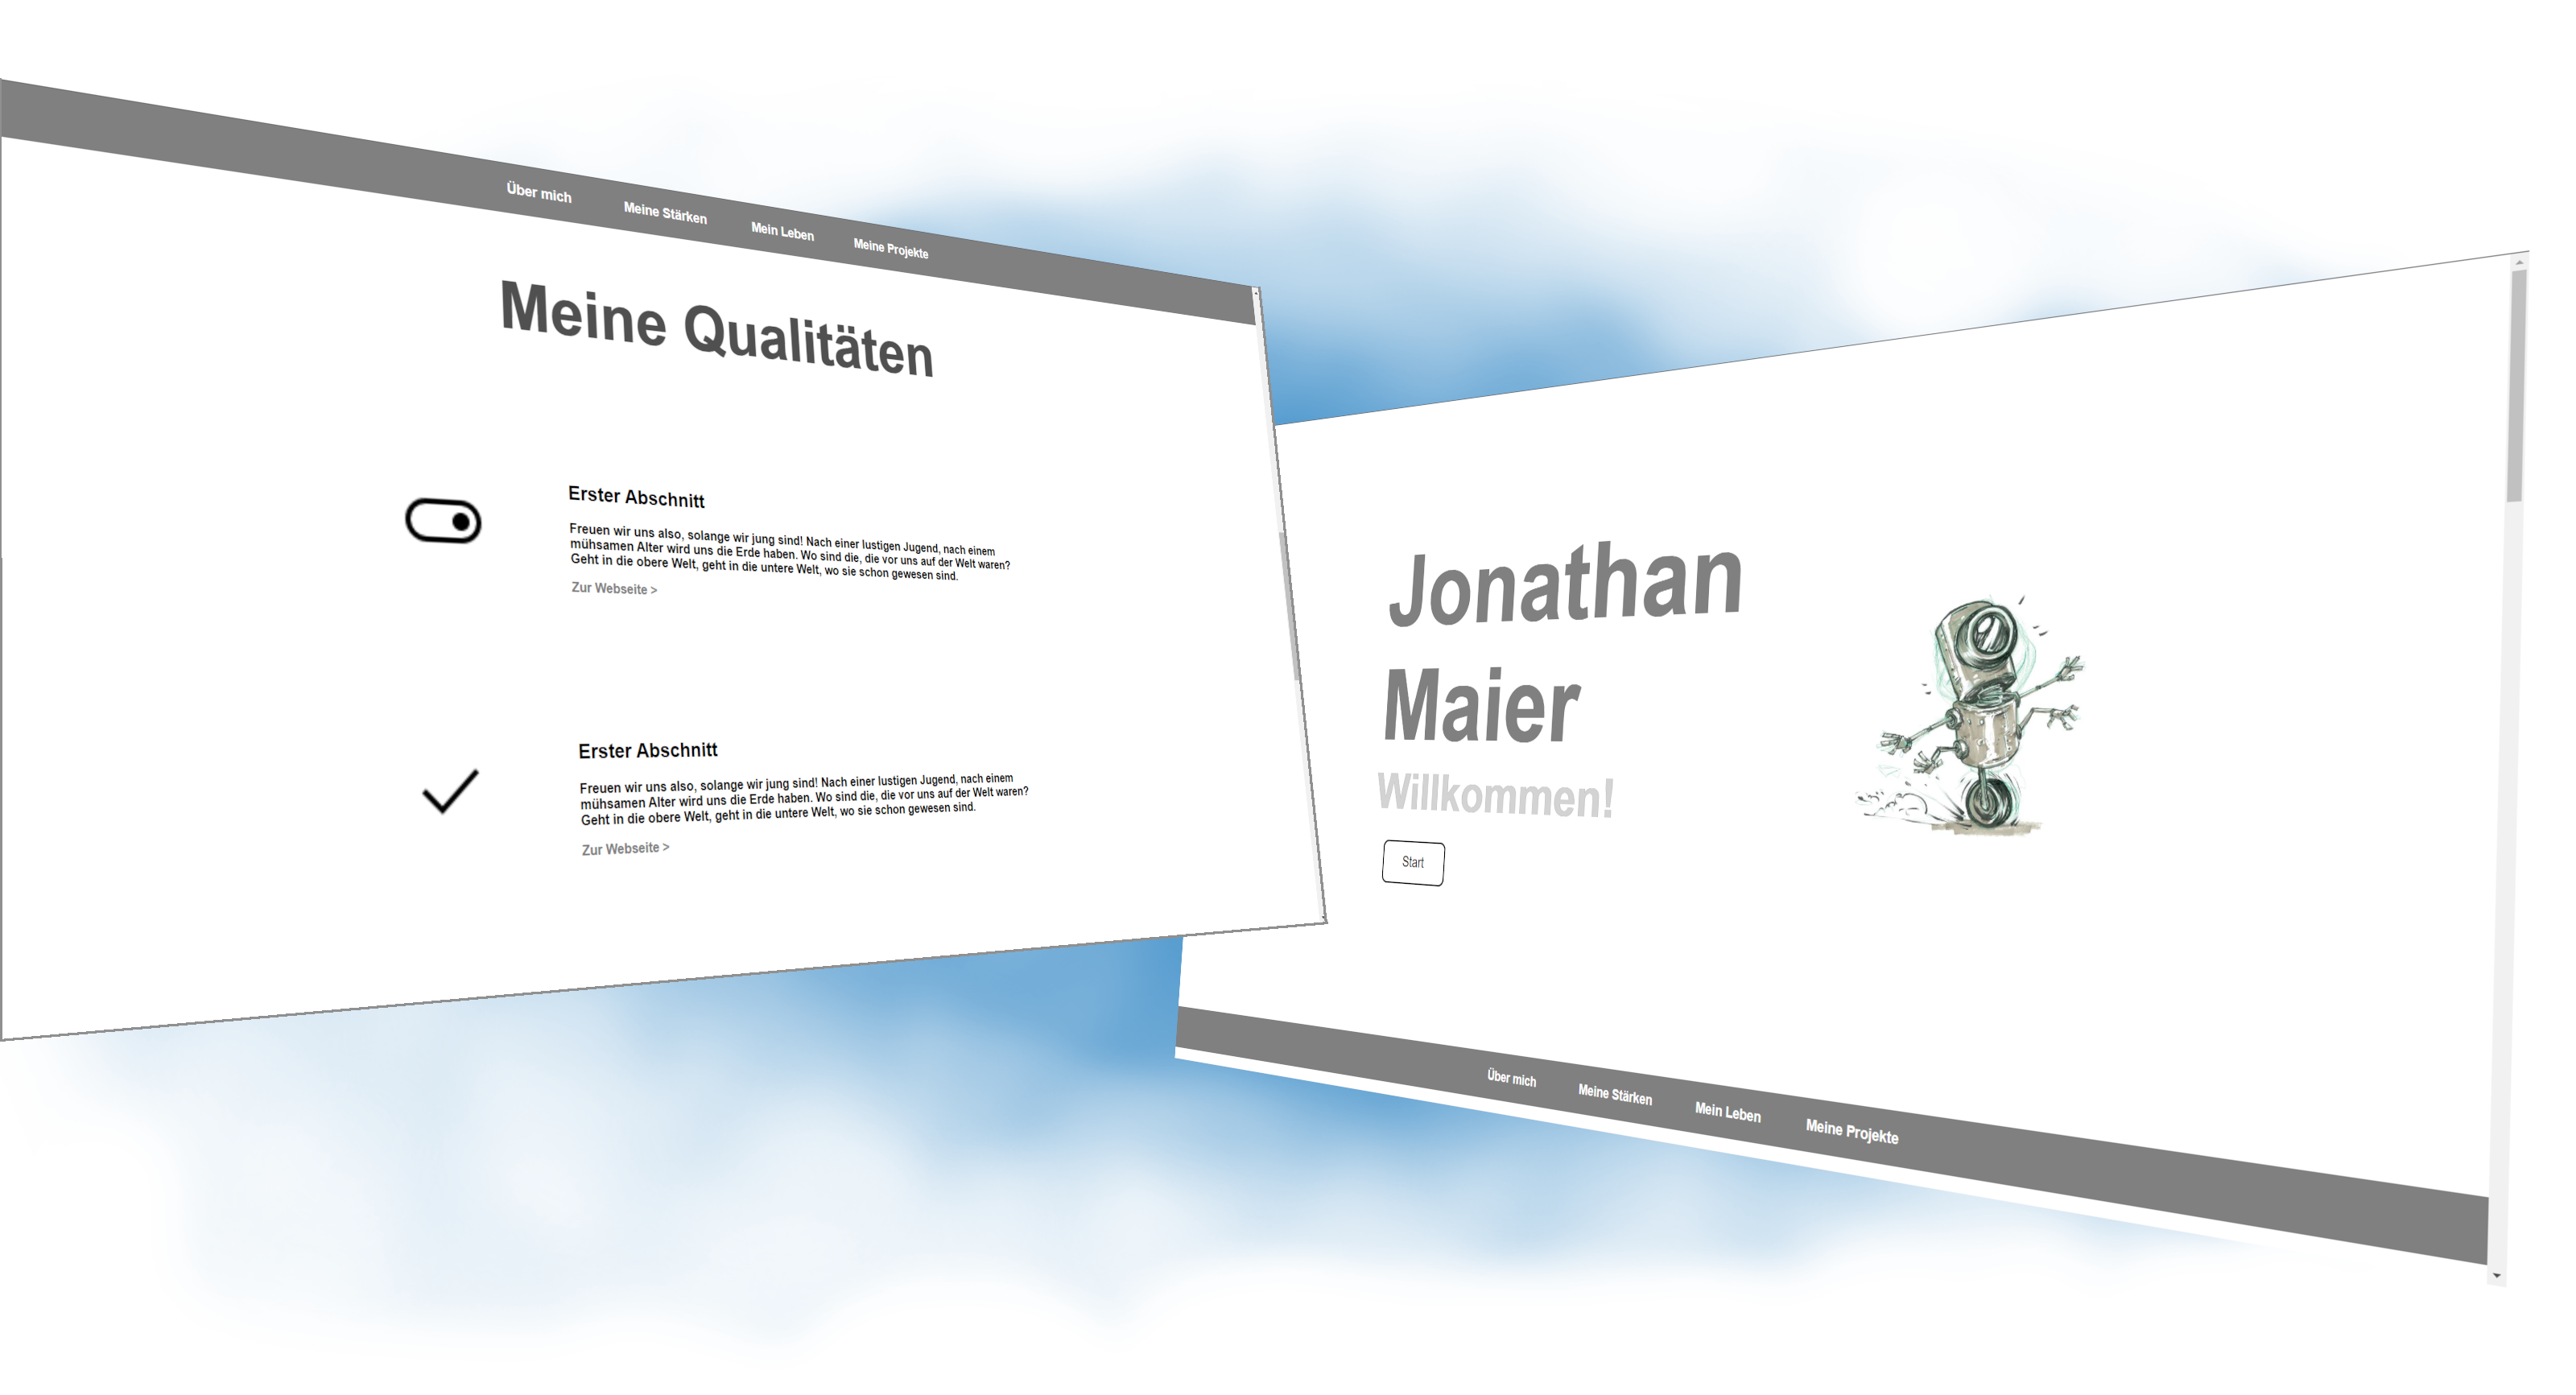 Über mich
Meine Stärken
Mein Leben
Meine Projekte
Meine Qualitäten
Erster Abschnitt
Freuen wir uns also, solange wir jung sind! Nach einer lustigen Jugend, nach einem
mühsamen Alter wird uns die Erde haben. Wo sind die, die vor uns auf der Welt waren?
Geht in die obere Welt, geht in die untere Welt, wo sie schon gewesen sind.
Zur Webseite >
Erster Abschnitt
Freuen wir uns also, solange wir jung sind! Nach einer lustigen Jugend, nach einem
mühsamen Alter wird uns die Erde haben. Wo sind die, die vor uns auf der Welt waren?
Geht in die obere Welt, geht in die untere Welt, wo sie schon gewesen sind.
Zur Webseite >
Jonathan
Maier
Willkommen!
Start
Über mich
Meine Stärken
Mein Leben
Meine Projekte